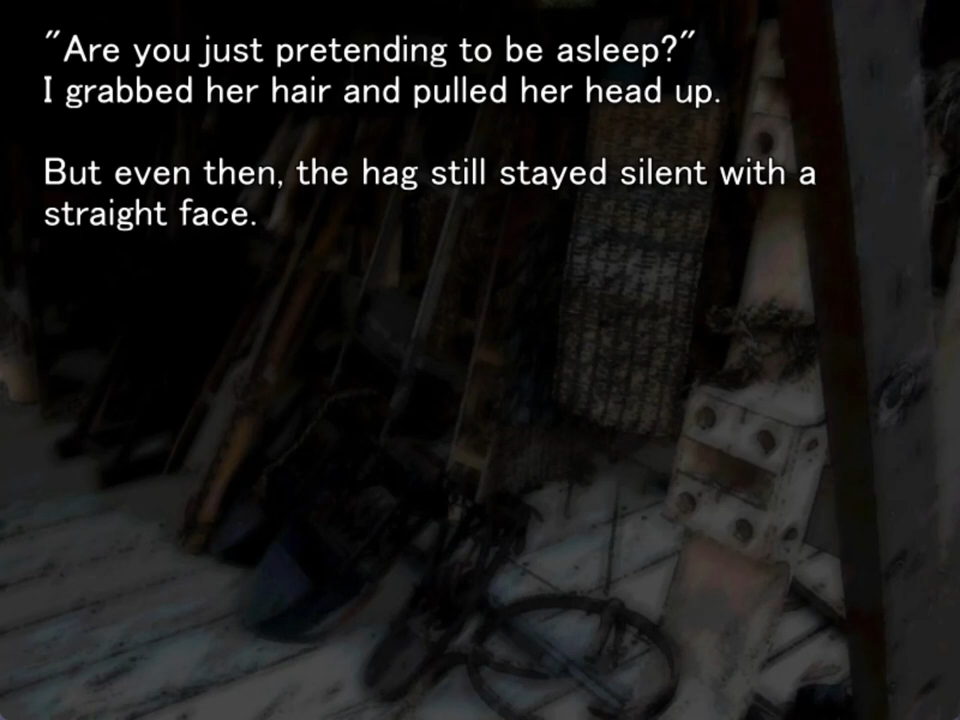 "Are you just pretending to be asleep?"
I grabbed her hair and pulled her head up.
But even then, the hag still stayed silent with a
straight face.